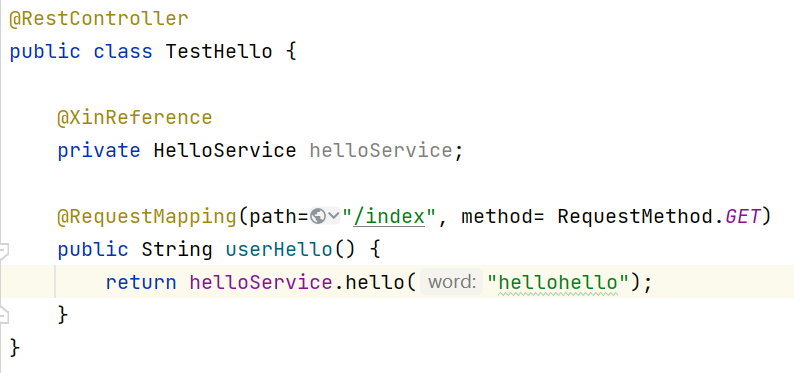 @RestController
public class TestHello {
@XinReference
private HelloService helloService;
@RequestMapping(path="/index", method= RequestMethod.GET)
public String userHello() {
return helloService.hello( word: "hellohello");
}
}